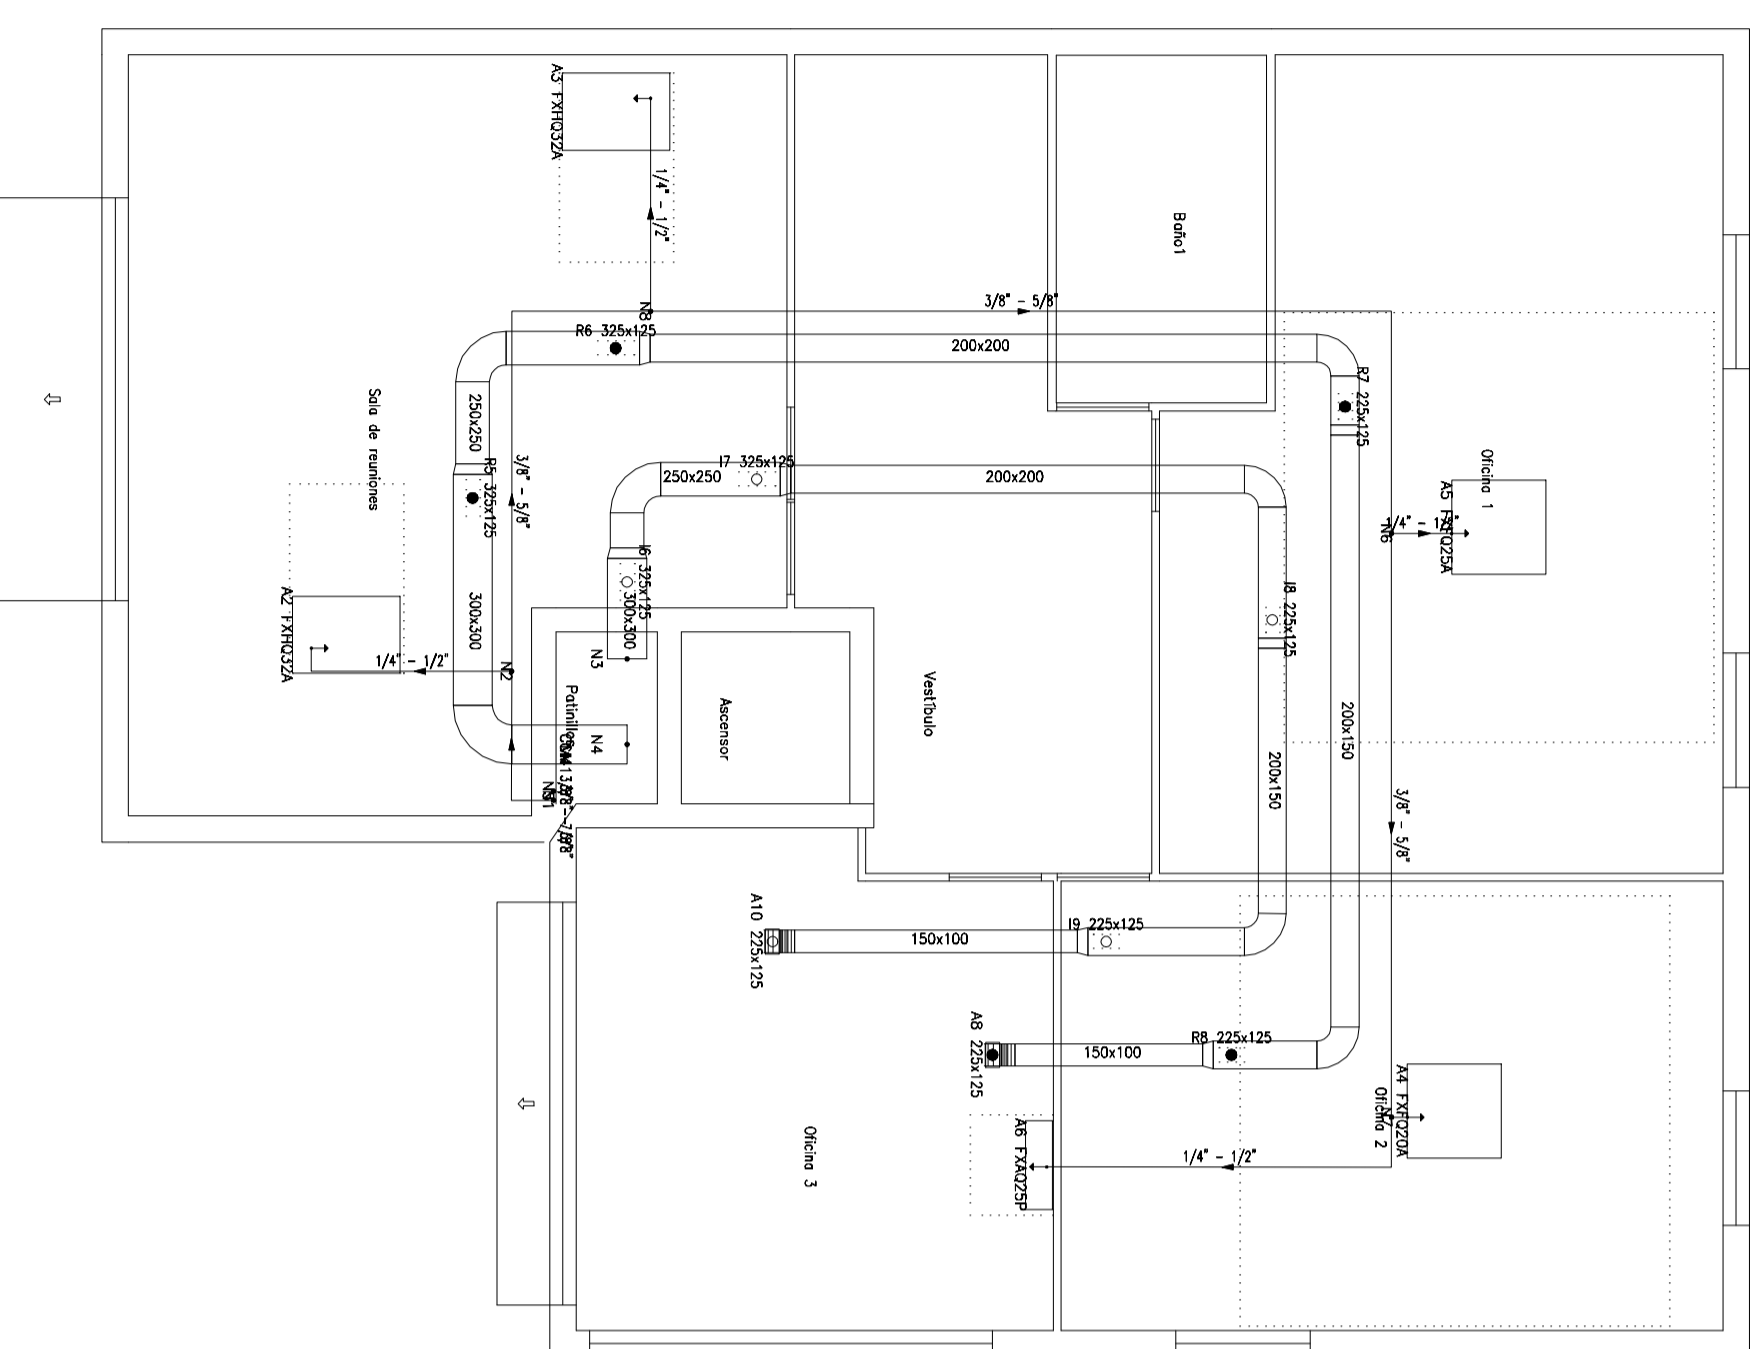 A3 FXHQ32A
1/4" - 1/2"
Baño1
N8
3/8" - 5/8"
R6 325x125
200x200
R7 225x125
Sala de reuniones
250x250
R5 325x125
3/8" - 5/8"
I7 325x125
250x250
200x200
Oficina 1
A5 FXFQ25A
1/4" - 1/2"
N6
I6 325x125
300x300
300x300
I8 225x125
A2 FXHQ32A
1/4" - 1/2"
N2
N3
Patinillo
N4
Ascensor
Vestíbulo
200x150
200x150
3/8" - 5/8"
A10 225x125
150x100
I9 225x125
A8 225x125
150x100
R8 225x125
A4 FXFQ20A
Oficina 2
A6 FXAQ25P
1/4" - 1/2"
Oficina 3